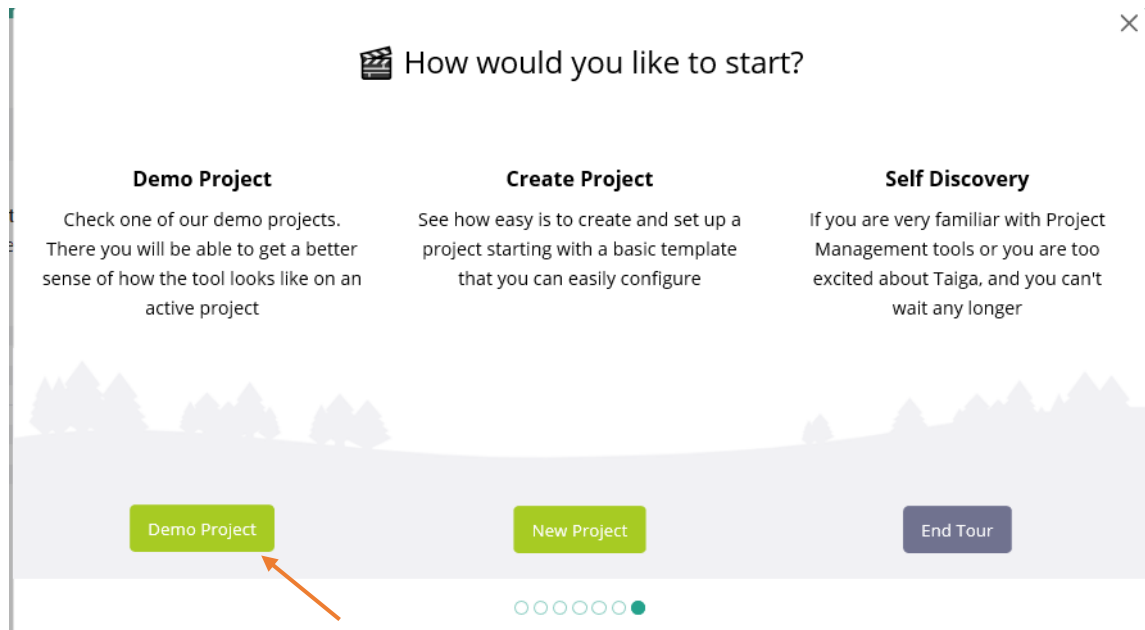 How would you like to start?
Demo Project
Check one of our demo projects.
There you will be able to get a better
sense of how the tool looks like on an
active project
Create Project
See how easy is to create and set up a
project starting with a basic template
that you can easily configure
Self Discovery
If you are very familiar with Project
Management tools or you are too
excited about Taiga, and you can't
wait any longer
Demo Project
New Project
End Tour